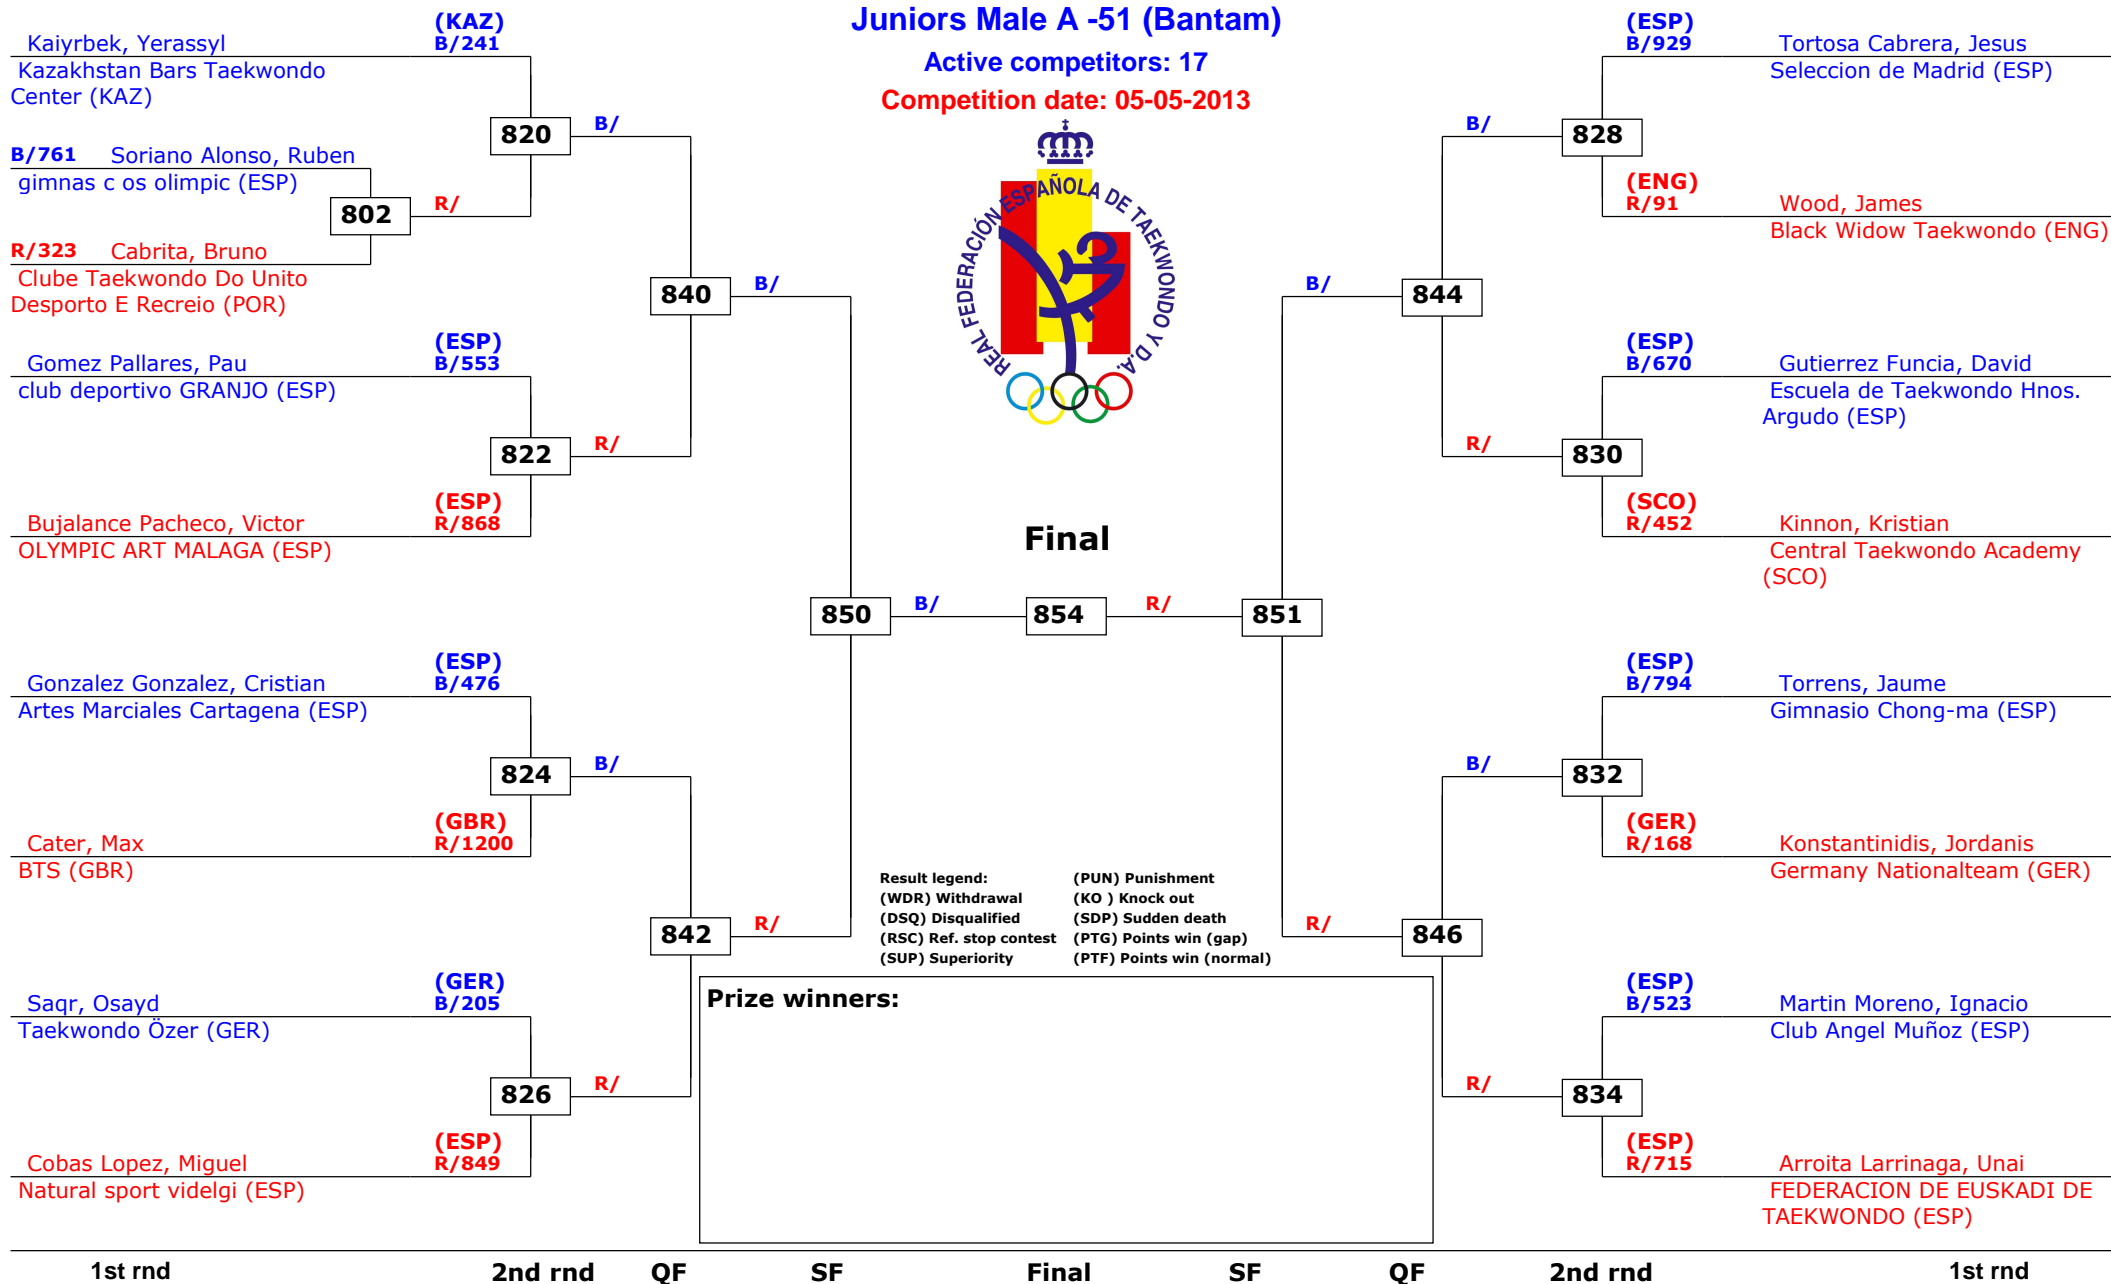 Juniors Male A -51 (Bantam)
Active competitors: 17
Competition date: 05-05-2013
REAL FEDERACIÓN ESPAÑOLA DE TAEKWONDO Y D.A.
(KAZ)
Kaiyrbek, Yerassyl B/241
Kazakhstan Bars Taekwondo
Center (KAZ)
820 B/
B/761 Soriano Alonso, Ruben
gimnas c os olimpic (ESP)
802 R/
R/323 Cabrita, Bruno
Clube Taekwondo Do Unito
Desporto E Recreio (POR)
840 B/
(ESP)
Gomez Pallares, Pau B/553
club deportivo GRANJO (ESP)
822 R/
(ESP)
Bujalance Pacheco, Victor R/868
OLYMPIC ART MALAGA (ESP)
Final
850 B/ 854 R/ 851
(ESP)
Gonzalez Gonzalez, Cristian B/476
Artes Marciales Cartagena (ESP)
824 B/
(GBR)
Cater, Max R/1200
BTS (GBR)
842 R/
(GER)
Saqr, Osayd B/205
Taekwondo Özer (GER)
826 R/
(ESP)
Cobas Lopez, Miguel R/849
Natural sport videlgi (ESP)
(ESP)
B/929 Tortosa Cabrera, Jesus
Seleccion de Madrid (ESP)
B/ 828
(ENG)
R/91 Wood, James
Black Widow Taekwondo (ENG)
B/ 844
(ESP)
B/670 Gutierrez Funcia, David
Escuela de Taekwondo Hnos.
Argudo (ESP)
R/ 830
(SCO)
R/452 Kinnon, Kristian
Central Taekwondo Academy
(SCO)
(ESP)
B/794 Torrens, Jaume
Gimnasio Chong-ma (ESP)
B/ 832
(GER)
R/168 Konstantinidis, Jordanis
Germany Nationalteam (GER)
R/ 846
(ESP)
B/523 Martin Moreno, Ignacio
Club Angel Muñoz (ESP)
R/ 834
(ESP)
R/715 Arroita Larrinaga, Unai
FEDERACION DE EUSKADI DE
TAEKWONDO (ESP)
Result legend: (PUN) Punishment
(WDR) Withdrawal (KO ) Knock out
(DSQ) Disqualified (SDP) Sudden death
(RSC) Ref. stop contest (PTG) Points win (gap)
(SUP) Superiority (PTF) Points win (normal)
Prize winners:
1st rnd 2nd rnd QF SF Final SF QF 2nd rnd 1st rnd